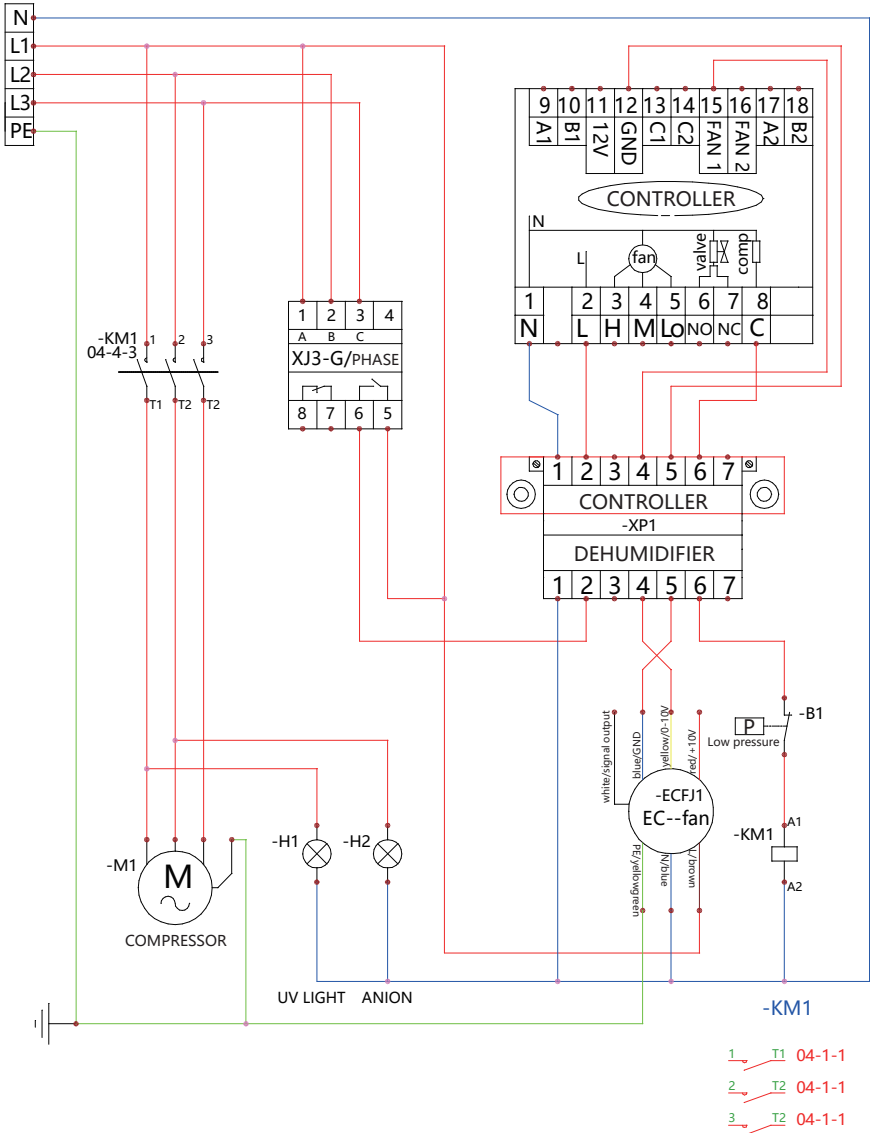 N
L1
L2
L3
PE
9 10 11 12 13 14 15 16 17 18
A1 B1 12V GND C1 C2 FAN 1 FAN 2 A2 B2
CONTROLLER
N
L fan valve comp
1 2 3 4 5 6 7 8
N L H M Lo NO NC C
-KM1 1 2 3
04-4-3
T1 T2 T2
1 2 3 4
A B C
XJ3-G/PHASE
8 7 6 5
1 2 3 4 5 6 7
CONTROLLER
-XP1
DEHUMIDIFIER
1 2 3 4 5 6 7
white/signal output
blue/GND
yellow/0-10V
red/+10V
-B1
P
Low pressure
-ECFJ1
EC--fan
PE/yellowgreen
N/blue
L/brown
A1
-KM1
A2
-H1
-H2
-M1
M
COMPRESSOR
UV LIGHT ANION
-KM1
1 T1 04-1-1
2 T2 04-1-1
3 T2 04-1-1